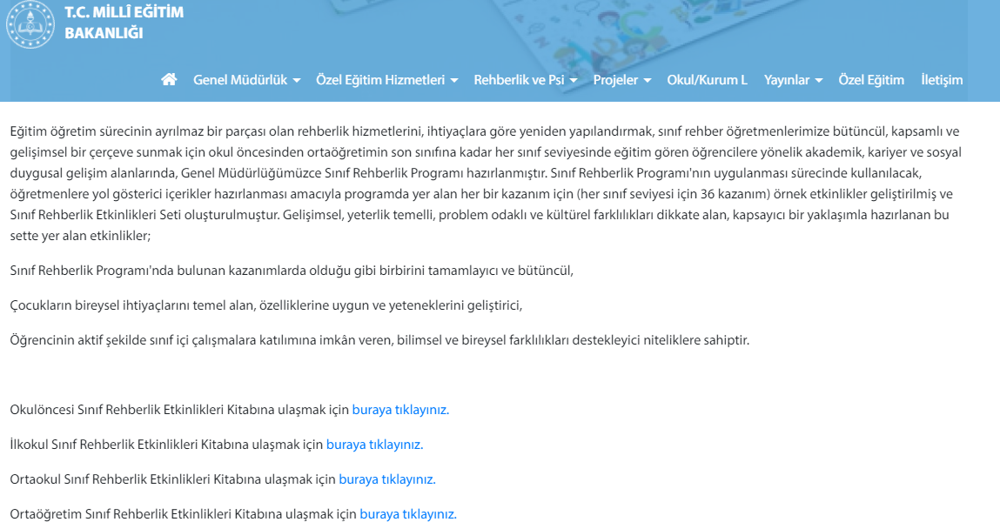 T.C. MİLLÎ EĞİTİM
BAKANLIĞI
Genel Müdürlük Özel Eğitim Hizmetleri Rehberlik ve Psi Projeler Okul/Kurum L Yayınlar Özel Eğitim İletişim
Eğitim öğretim sürecinin ayrılmaz bir parçası olan rehberlik hizmetlerini, ihtiyaçlara göre yeniden yapılandırmak, sınıf rehber öğretmenlerimize bütüncül, kapsamlı ve
gelişimsel bir çerçeve sunmak için okul öncesinden ortaöğretimin son sınıfına kadar her sınıf seviyesinde eğitim gören öğrencilere yönelik akademik, kariyer ve sosyal
duygusal gelişim alanlarında, Genel Müdürlüğümüzce Sınıf Rehberlik Programı hazırlanmıştır. Sınıf Rehberlik Programı'nın uygulanması sürecinde kullanılacak,
öğretmenlere yol gösterici içerikler hazırlanması amacıyla programda yer alan her bir kazanım için (her sınıf seviyesi için 36 kazanım) örnek etkinlikler geliştirilmiş ve
Sınıf Rehberlik Etkinlikleri Seti oluşturulmuştur. Gelişimsel, yeterlik temelli, problem odaklı ve kültürel farklılıkları dikkate alan, kapsayıcı bir yaklaşımla hazırlanan bu
sette yer alan etkinlikler;
Sınıf Rehberlik Programı'nda bulunan kazanımlarda olduğu gibi birbirini tamamlayıcı ve bütüncül,
Çocukların bireysel ihtiyaçlarını temel alan, özelliklerine uygun ve yeteneklerini geliştirici,
Öğrencinin aktif şekilde sınıf içi çalışmalara katılımına imkân veren, bilimsel ve bireysel farklılıkları destekleyici niteliklere sahiptir.
Okulöncesi Sınıf Rehberlik Etkinlikleri Kitabına ulaşmak için buraya tıklayınız.
İlkokul Sınıf Rehberlik Etkinlikleri Kitabına ulaşmak için buraya tıklayınız.
Ortaokul Sınıf Rehberlik Etkinlikleri Kitabına ulaşmak için buraya tıklayınız.
Ortaöğretim Sınıf Rehberlik Etkinlikleri Kitabına ulaşmak için buraya tıklayınız.